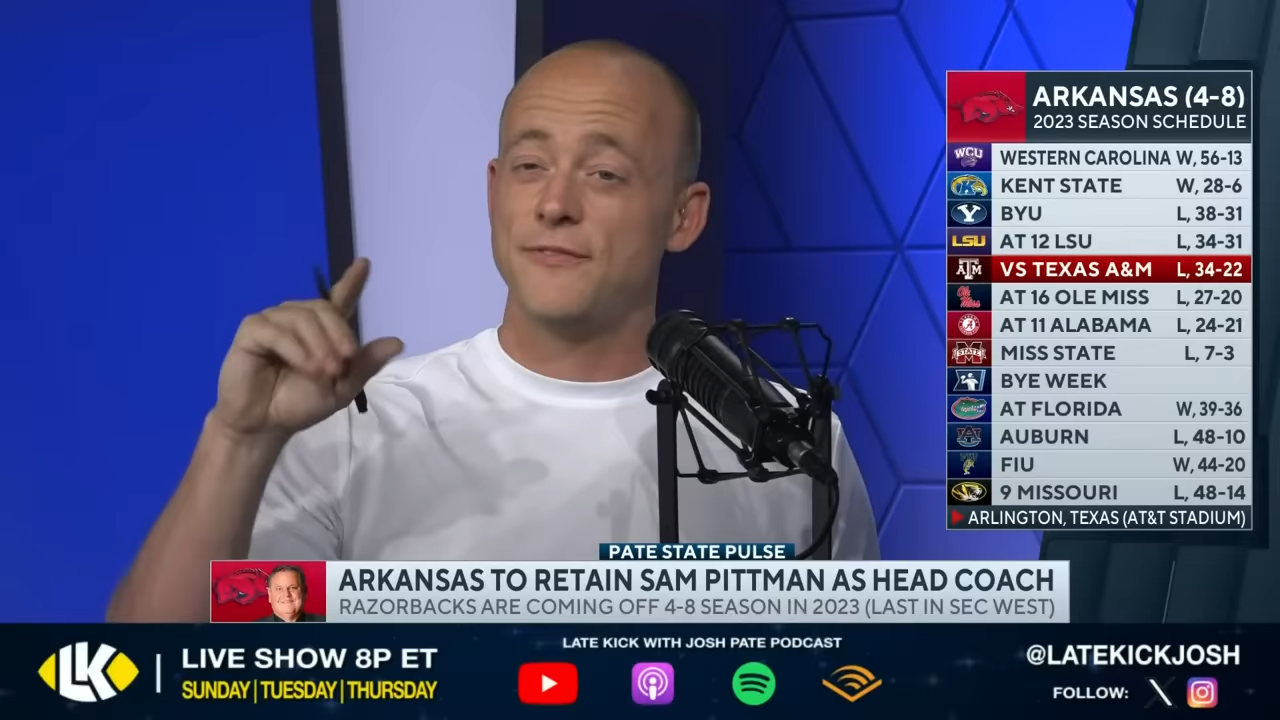 ARKANSAS (4-8)
2023 SEASON SCHEDULE
WCU WESTERN CAROLINA W, 56-13
K KENT STATE W, 28-6
Y BYU L, 38-31
LSU AT 12 LSU L, 34-31
ATM VS TEXAS A&M L, 34-22
Ole Miss AT 16 OLE MISS L, 27-20
A AT 11 ALABAMA L, 24-21
STATE MISS STATE L, 7-3
BYE WEEK
AT FLORIDA W, 39-36
AU AUBURN L, 48-10
FIU W, 44-20
9 MISSOURI L, 48-14
ARLINGTON, TEXAS (AT&T STADIUM)
PATE STATE PULSE
ARKANSAS TO RETAIN SAM PITTMAN AS HEAD COACH
RAZORBACKS ARE COMING OFF 4-8 SEASON IN 2023 (LAST IN SEC WEST)
LK
LIVE SHOW 8P ET
SUNDAY | TUESDAY | THURSDAY
LATE KICK WITH JOSH PATE PODCAST
@LATEKICKJOSH
FOLLOW: X